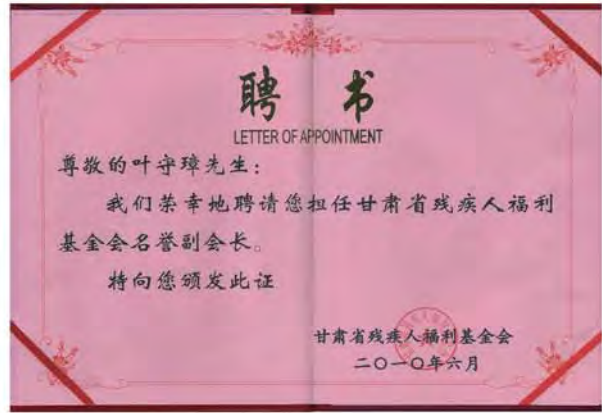 聘书
LETTER OF APPOINTMENT
尊敬的叶守璋先生：
我们荣幸地聘请您担任甘肃省残疾人福利
基金会名誉副会长。
特向您颁发此证
甘肃省残疾人福利基金会
二〇一〇年六月